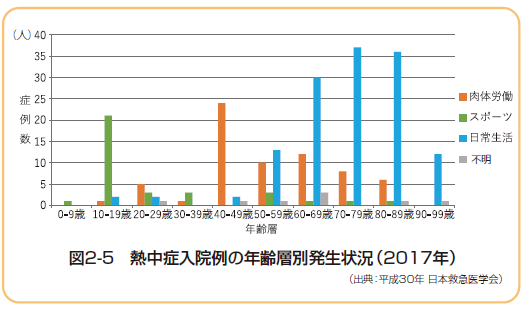 (人)
40
35
30
25
20
15
10
5
0
症例数
0-9歳 10-19歳 20-29歳 30-39歳 40-49歳 50-59歳 60-69歳 70-79歳 80-89歳 90-99歳
年齢層
肉体労働
スポーツ
日常生活
不明
図2-5 熱中症入院例の年齢層別発生状況(2017年)
(出典:平成30年 日本救急医学会)